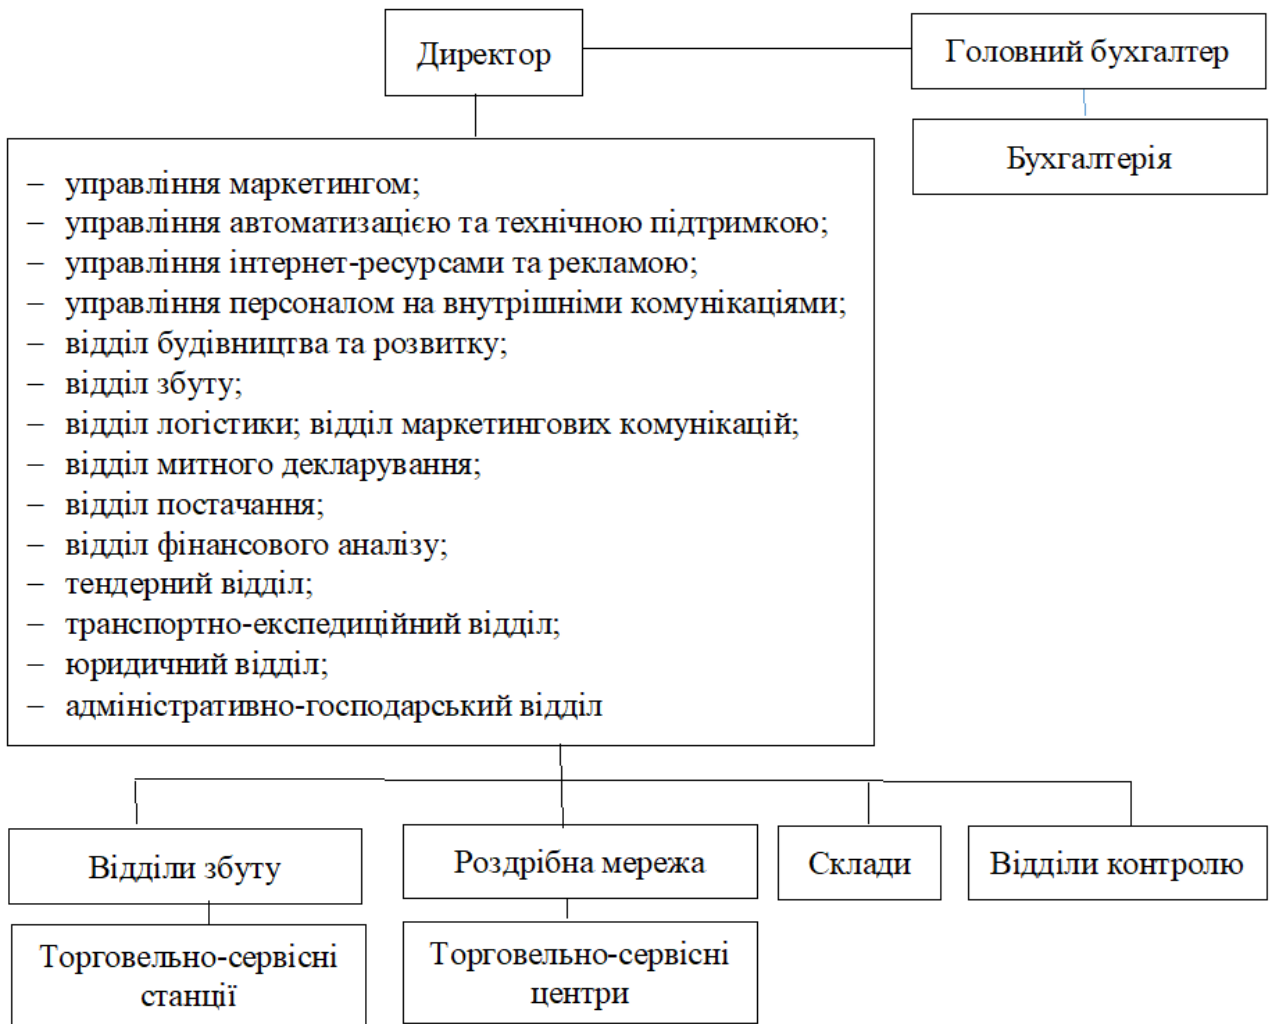 Директор
Головний бухгалтер
Бухгалтерія
– управління маркетингом;
– управління автоматизацією та технічною підтримкою;
– управління інтернет-ресурсами та рекламою;
– управління персоналом на внутрішніми комунікаціями;
– відділ будівництва та розвитку;
– відділ збуту;
– відділ логістики; відділ маркетингових комунікацій;
– відділ митного декларування;
– відділ постачання;
– відділ фінансового аналізу;
– тендерний відділ;
– транспортно-експедиційний відділ;
– юридичний відділ;
– адміністративно-господарський відділ
Відділи збуту
Роздрібна мережа
Склади
Відділи контролю
Торговельно-сервісні
станції
Торговельно-сервісні
центри